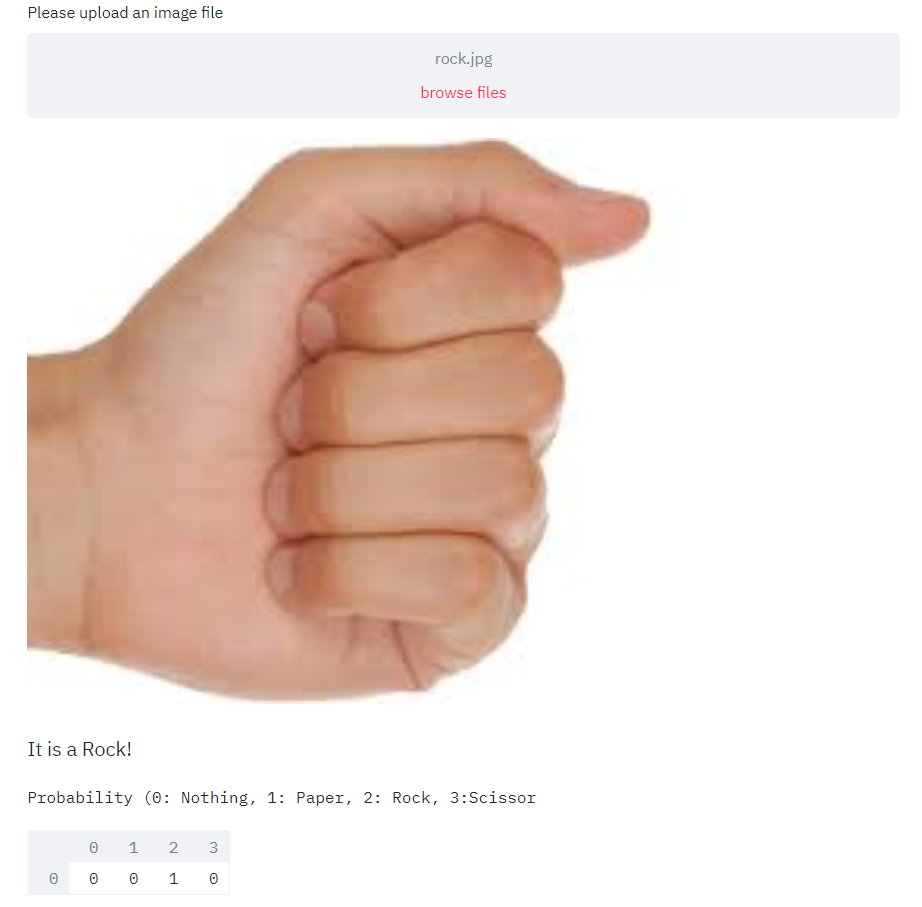 Please upload an image file
rock.jpg
browse files
It is a Rock!
Probability (0: Nothing, 1: Paper, 2: Rock, 3:Scissor
0 1 2 3
0 0 0 1 0